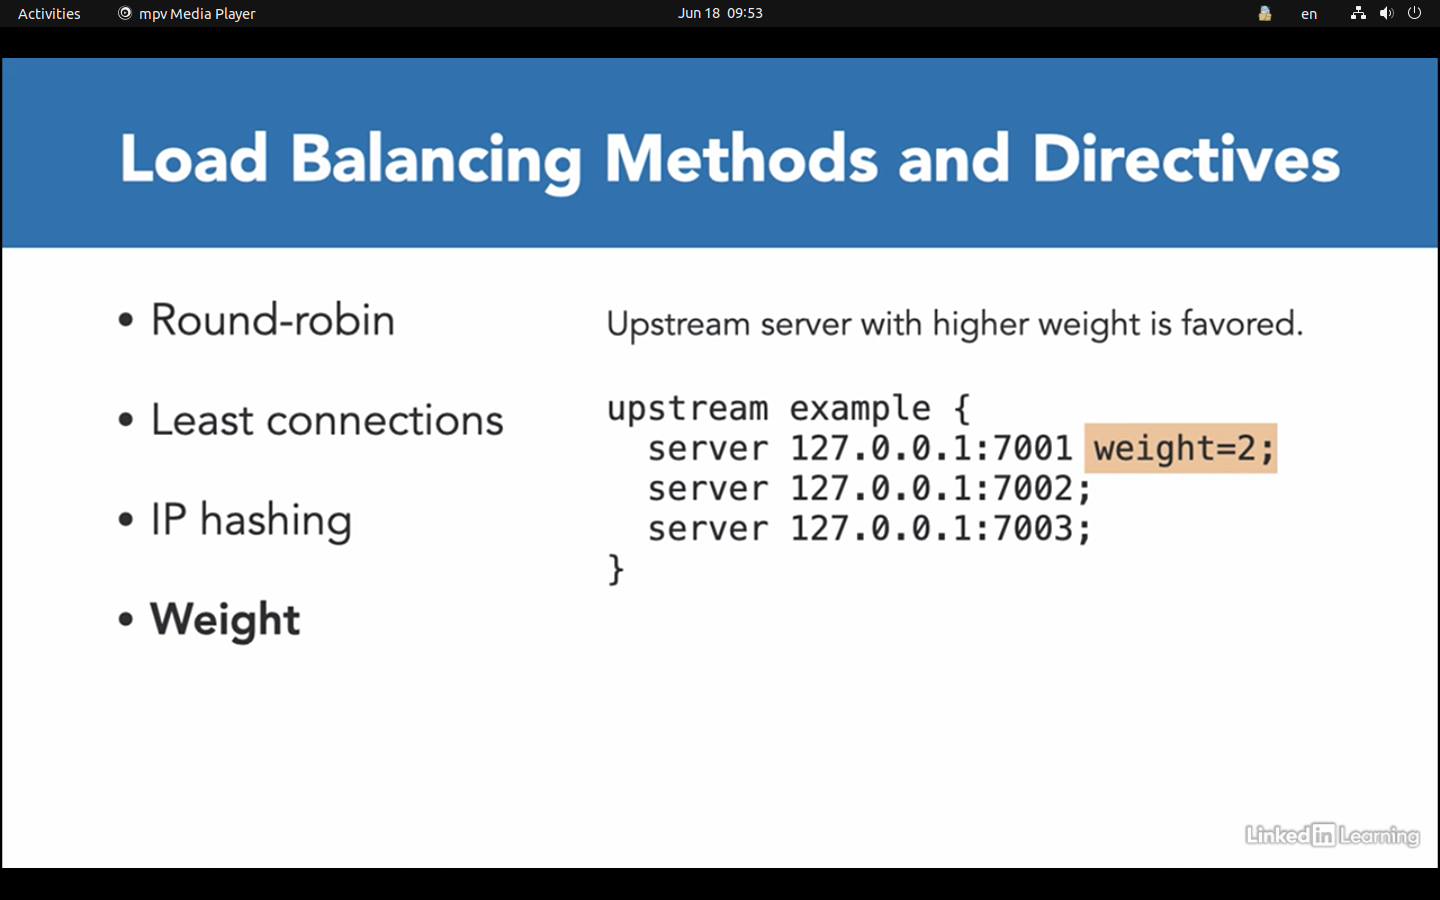 Activities mpv Media Player Jun 18 09:53 en
Load Balancing Methods and Directives
• Round-robin
• Least connections
• IP hashing
• Weight
Upstream server with higher weight is favored.
upstream example {
server 127.0.0.1:7001 weight=2;
server 127.0.0.1:7002;
server 127.0.0.1:7003;
}
LinkedIn Learning